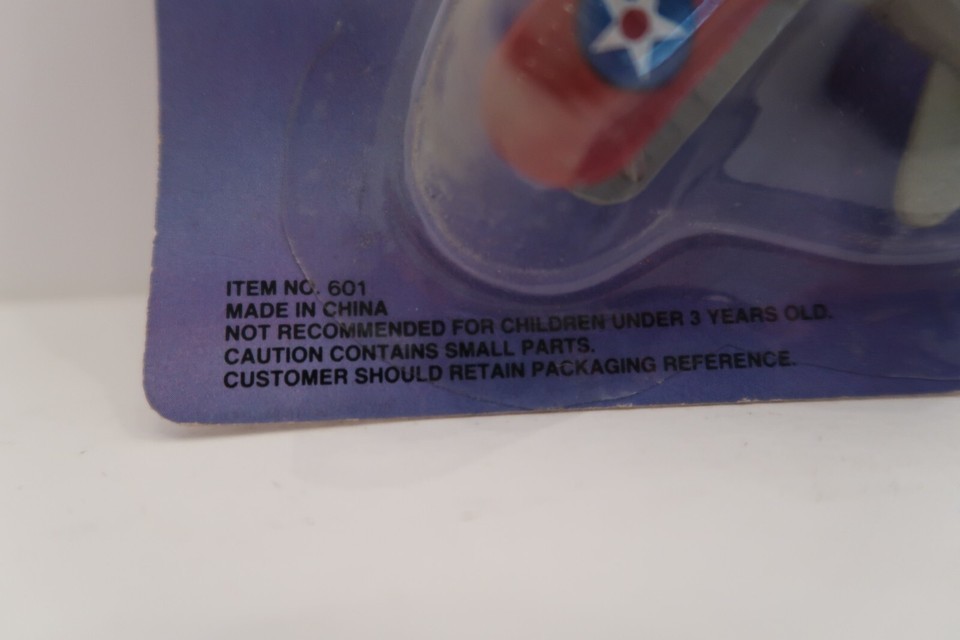 ITEM NO. 601
MADE IN CHINA
NOT RECOMMENDED FOR CHILDREN UNDER 3 YEARS OLD.
CAUTION CONTAINS SMALL PARTS.
CUSTOMER SHOULD RETAIN PACKAGING REFERENCE.